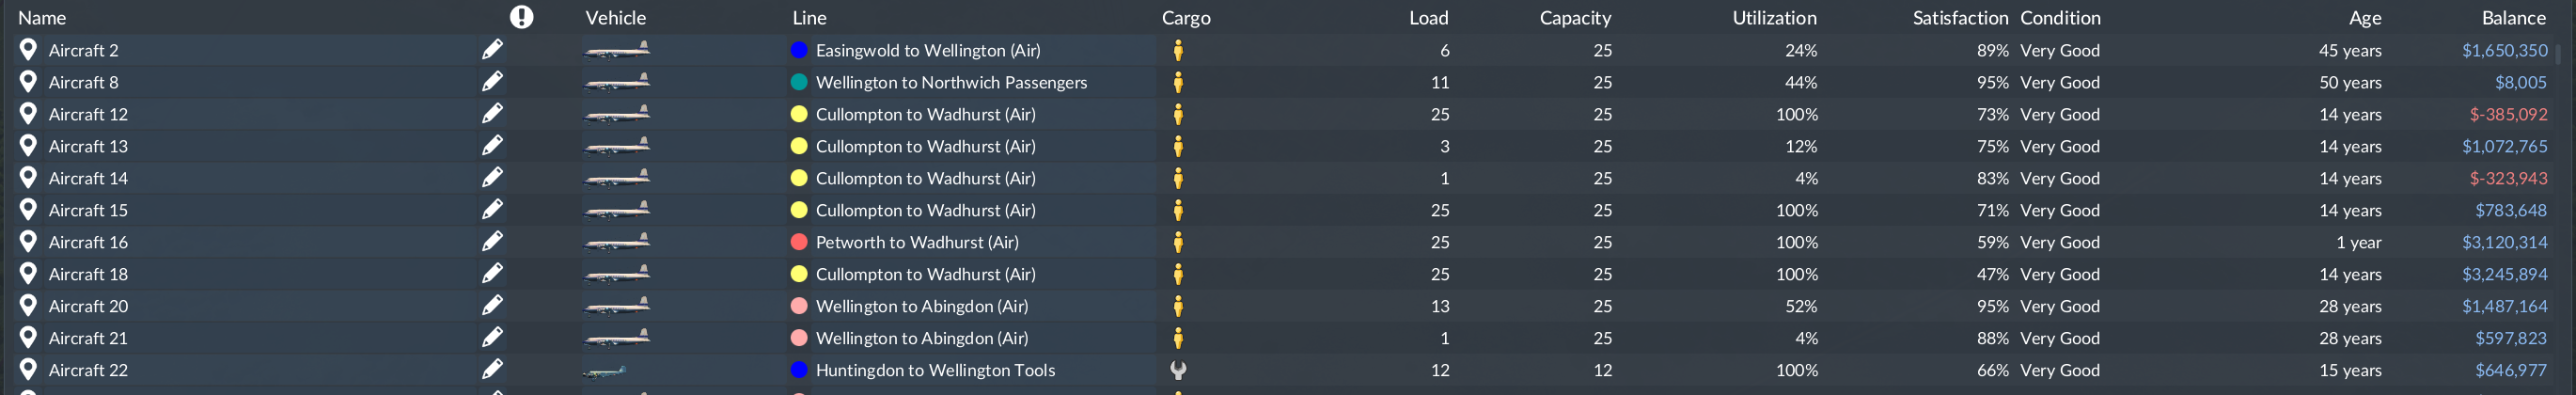 Name Vehicle Line Cargo Load Capacity Utilization Satisfaction Condition Age Balance
Aircraft 2 Easingwold to Wellington (Air) 6 25 24% 89% Very Good 45 years $1,650,350
Aircraft 8 Wellington to Northwich Passengers 11 25 44% 95% Very Good 50 years $8,005
Aircraft 12 Cullompton to Wadhurst (Air) 25 25 100% 73% Very Good 14 years $-385,092
Aircraft 13 Cullompton to Wadhurst (Air) 3 25 12% 75% Very Good 14 years $1,072,765
Aircraft 14 Cullompton to Wadhurst (Air) 1 25 4% 83% Very Good 14 years $-323,943
Aircraft 15 Cullompton to Wadhurst (Air) 25 25 100% 71% Very Good 14 years $783,648
Aircraft 16 Petworth to Wadhurst (Air) 25 25 100% 59% Very Good 1 year $3,120,314
Aircraft 18 Cullompton to Wadhurst (Air) 25 25 100% 47% Very Good 14 years $3,245,894
Aircraft 20 Wellington to Abingdon (Air) 13 25 52% 95% Very Good 28 years $1,487,164
Aircraft 21 Wellington to Abingdon (Air) 1 25 4% 88% Very Good 28 years $597,823
Aircraft 22 Huntingdon to Wellington Tools 12 12 100% 66% Very Good 15 years $646,977